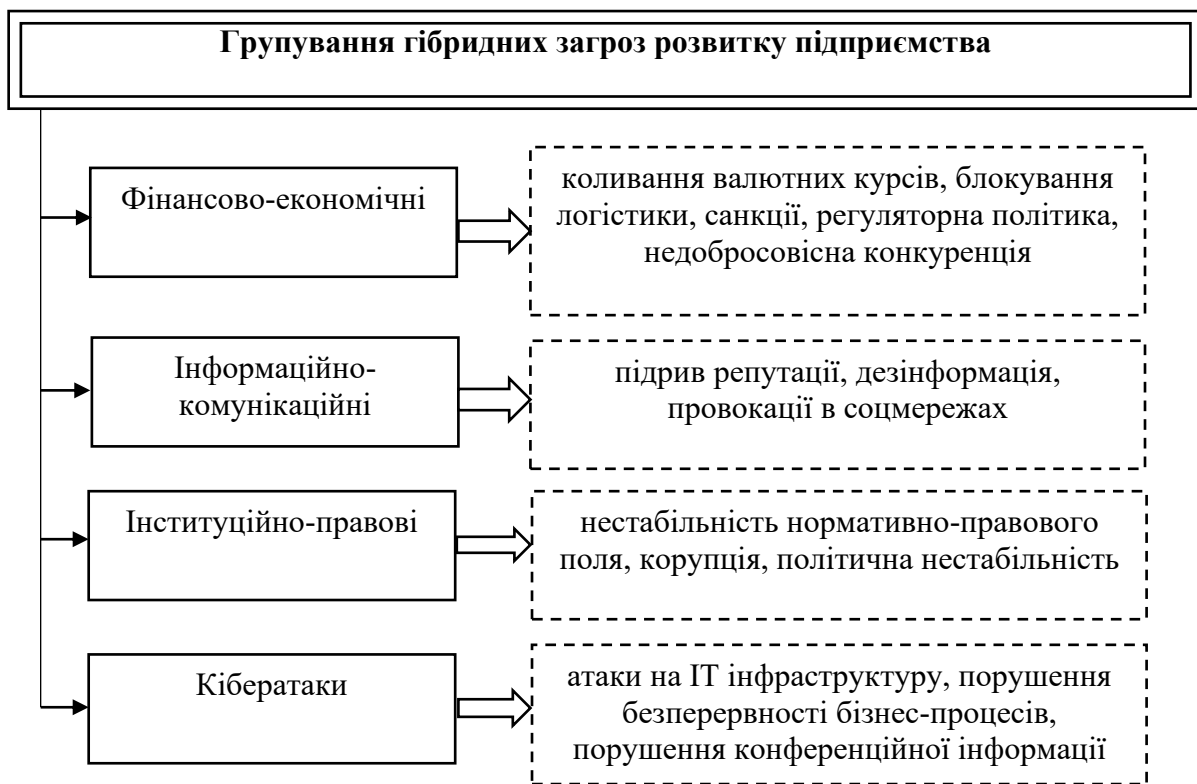 Групування гібридних загроз розвитку підприємства
Фінансово-економічні
коливання валютних курсів, блокування
логістики, санкції, регуляторна політика,
недобросовісна конкуренція
Інформаційно-
комунікаційні
підрив репутації, дезінформація,
провокації в соцмережах
Інституційно-правові
нестабільність нормативно-правового
поля, корупція, політична нестабільність
Кібератаки
атаки на ІТ інфраструктуру, порушення
безперервності бізнес-процесів,
порушення конференційної інформації